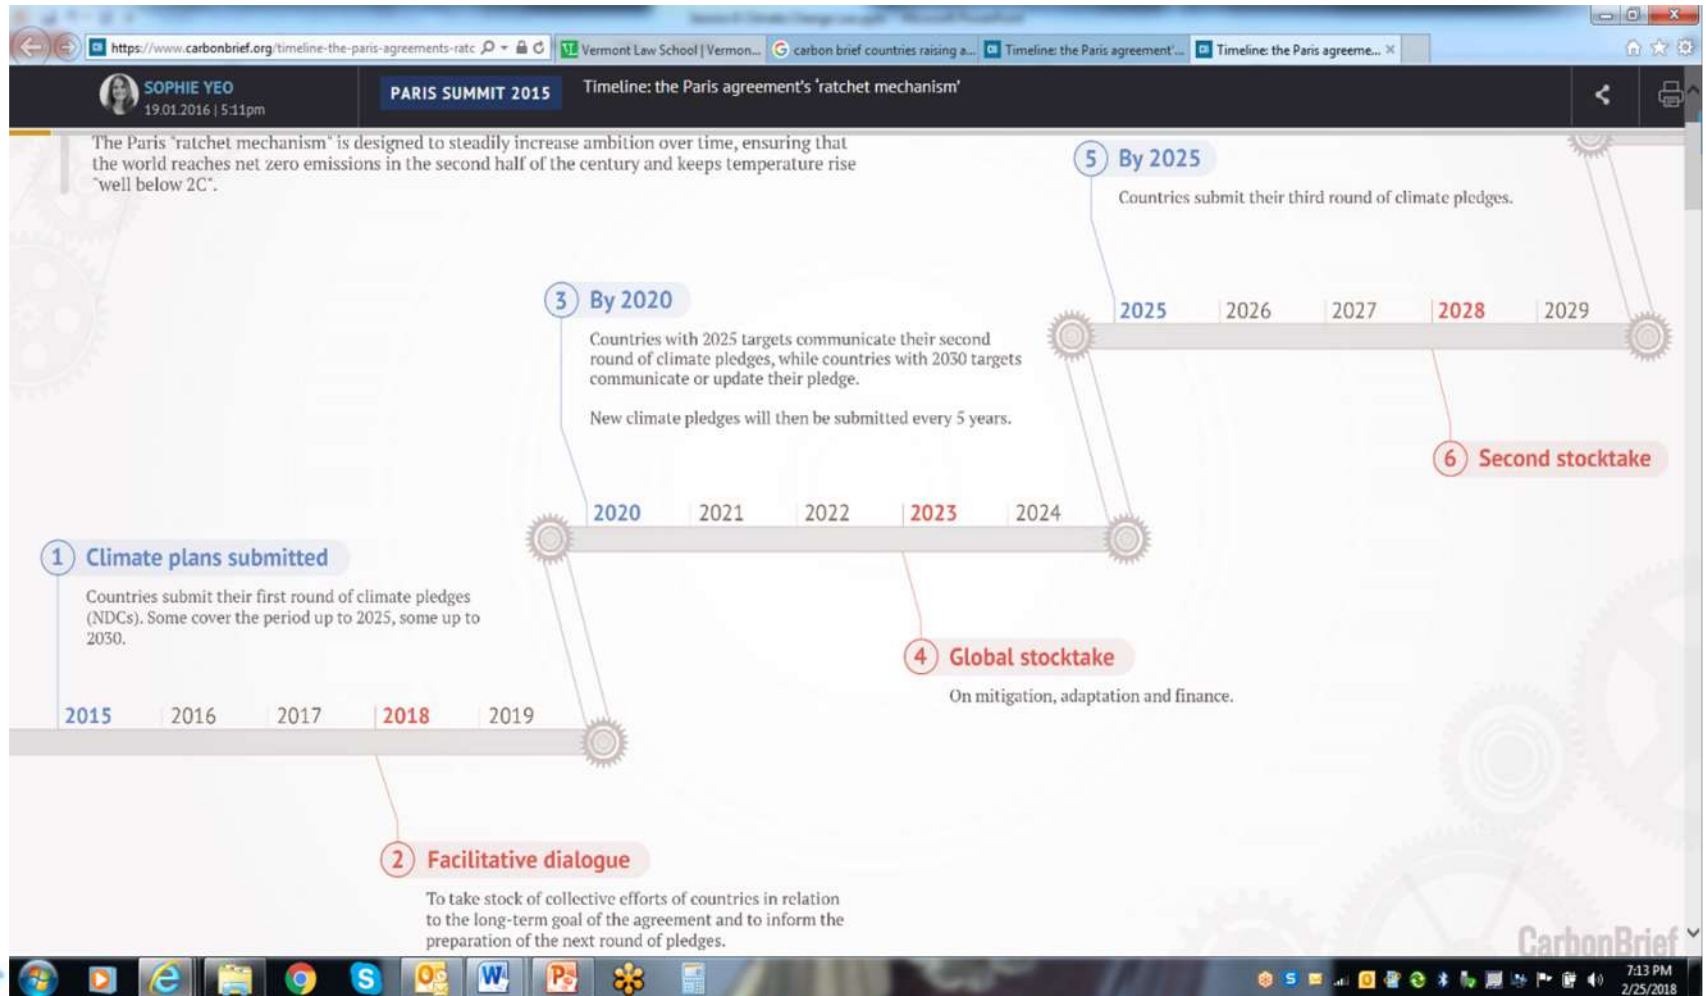 https://www.carbonbrief.org/timeline-the-paris-agreements-ratc
Vermont Law School | Vermon...
carbon brief countries raising a...
Timeline: the Paris agreement'...
Timeline: the Paris agreeme...
SOPHIE YEO
19.01.2016 | 5:11pm
PARIS SUMMIT 2015
Timeline: the Paris agreement's 'ratchet mechanism'
The Paris "ratchet mechanism" is designed to steadily increase ambition over time, ensuring that
the world reaches net zero emissions in the second half of the century and keeps temperature rise
"well below 2C".
5 By 2025
Countries submit their third round of climate pledges.
2025 2026 2027 2028 2029
6 Second stocktake
3 By 2020
Countries with 2025 targets communicate their second
round of climate pledges, while countries with 2030 targets
communicate or update their pledge.
New climate pledges will then be submitted every 5 years.
2020 2021 2022 2023 2024
4 Global stocktake
On mitigation, adaptation and finance.
1 Climate plans submitted
Countries submit their first round of climate pledges
(NDCs). Some cover the period up to 2025, some up to
2030.
2015 2016 2017 2018 2019
2 Facilitative dialogue
To take stock of collective efforts of countries in relation
to the long-term goal of the agreement and to inform the
preparation of the next round of pledges.
CarbonBrief
7:13 PM
2/25/2018